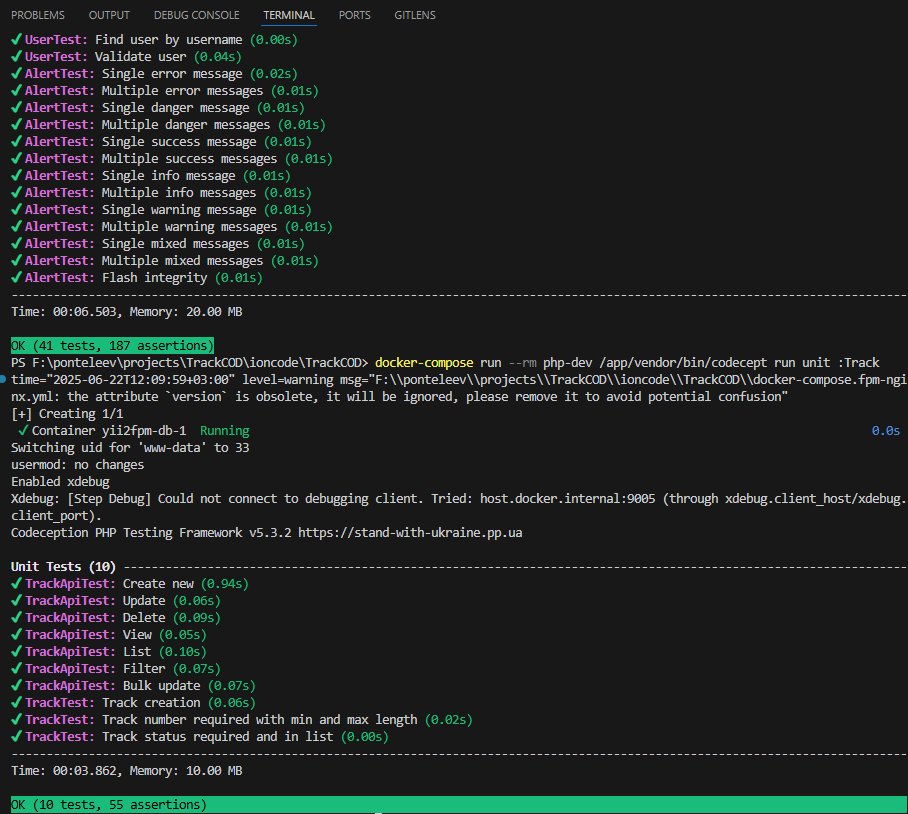 PROBLEMS OUTPUT DEBUG CONSOLE TERMINAL PORTS GITLENS
✔ UserTest: Find user by username (0.00s)
✔ UserTest: Validate user (0.04s)
✔ AlertTest: Single error message (0.02s)
✔ AlertTest: Multiple error messages (0.01s)
✔ AlertTest: Single danger message (0.01s)
✔ AlertTest: Multiple danger messages (0.01s)
✔ AlertTest: Single success message (0.01s)
✔ AlertTest: Multiple success messages (0.01s)
✔ AlertTest: Single info message (0.01s)
✔ AlertTest: Multiple info messages (0.01s)
✔ AlertTest: Single warning message (0.01s)
✔ AlertTest: Multiple warning messages (0.01s)
✔ AlertTest: Single mixed messages (0.01s)
✔ AlertTest: Multiple mixed messages (0.01s)
✔ AlertTest: Flash integrity (0.01s)
Time: 00:06.503, Memory: 20.00 MB
OK (41 tests, 187 assertions)
PS F:\ponteleev\projects\TrackCOD\ioncode\TrackCOD> docker-compose run --rm php-dev /app/vendor/bin/codecept run unit :Track
time="2025-06-22T12:09:59+03:00" level=warning msg="F:\\ponteleev\\projects\\TrackCOD\\ioncode\\TrackCOD\\docker-compose.fpm-ngi
nx.yml: the attribute `version` is obsolete, it will be ignored, please remove it to avoid potential confusion"
[+] Creating 1/1
✔ Container yii2fpm-db-1 Running 0.0s
Switching uid for 'www-data' to 33
usermod: no changes
Enabled xdebug
Xdebug: [Step Debug] Could not connect to debugging client. Tried: host.docker.internal:9005 (through xdebug.client_host/xdebug.
client_port).
Codeception PHP Testing Framework v5.3.2 https://stand-with-ukraine.pp.ua
Unit Tests (10) ----------------------------------------
✔ TrackApiTest: Create new (0.94s)
✔ TrackApiTest: Update (0.06s)
✔ TrackApiTest: Delete (0.09s)
✔ TrackApiTest: View (0.05s)
✔ TrackApiTest: List (0.10s)
✔ TrackApiTest: Filter (0.07s)
✔ TrackApiTest: Bulk update (0.07s)
✔ TrackTest: Track creation (0.06s)
✔ TrackTest: Track number required with min and max length (0.02s)
✔ TrackTest: Track status required and in list (0.00s)
Time: 00:03.862, Memory: 10.00 MB
OK (10 tests, 55 assertions)